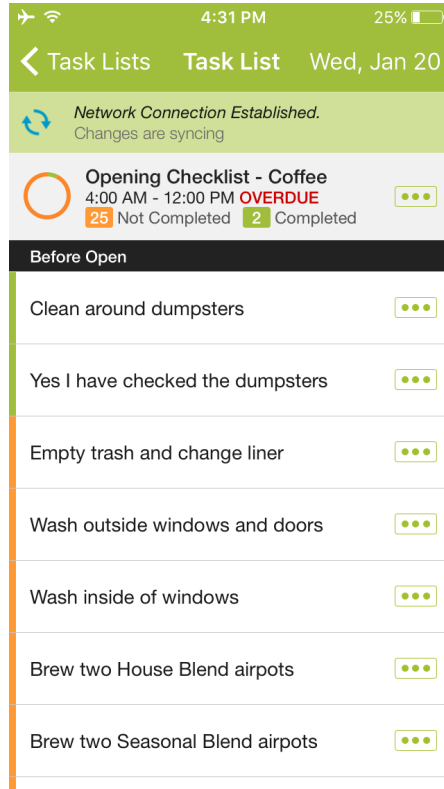 4:31 PM 25%
Task Lists Task List Wed, Jan 20
Network Connection Established.
Changes are syncing
Opening Checklist - Coffee
4:00 AM - 12:00 PM OVERDUE
25 Not Completed 2 Completed
Before Open
Clean around dumpsters
Yes I have checked the dumpsters
Empty trash and change liner
Wash outside windows and doors
Wash inside of windows
Brew two House Blend airpots
Brew two Seasonal Blend airpots